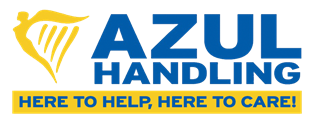 AZUL
HANDLING
HERE TO HELP, HERE TO CARE!